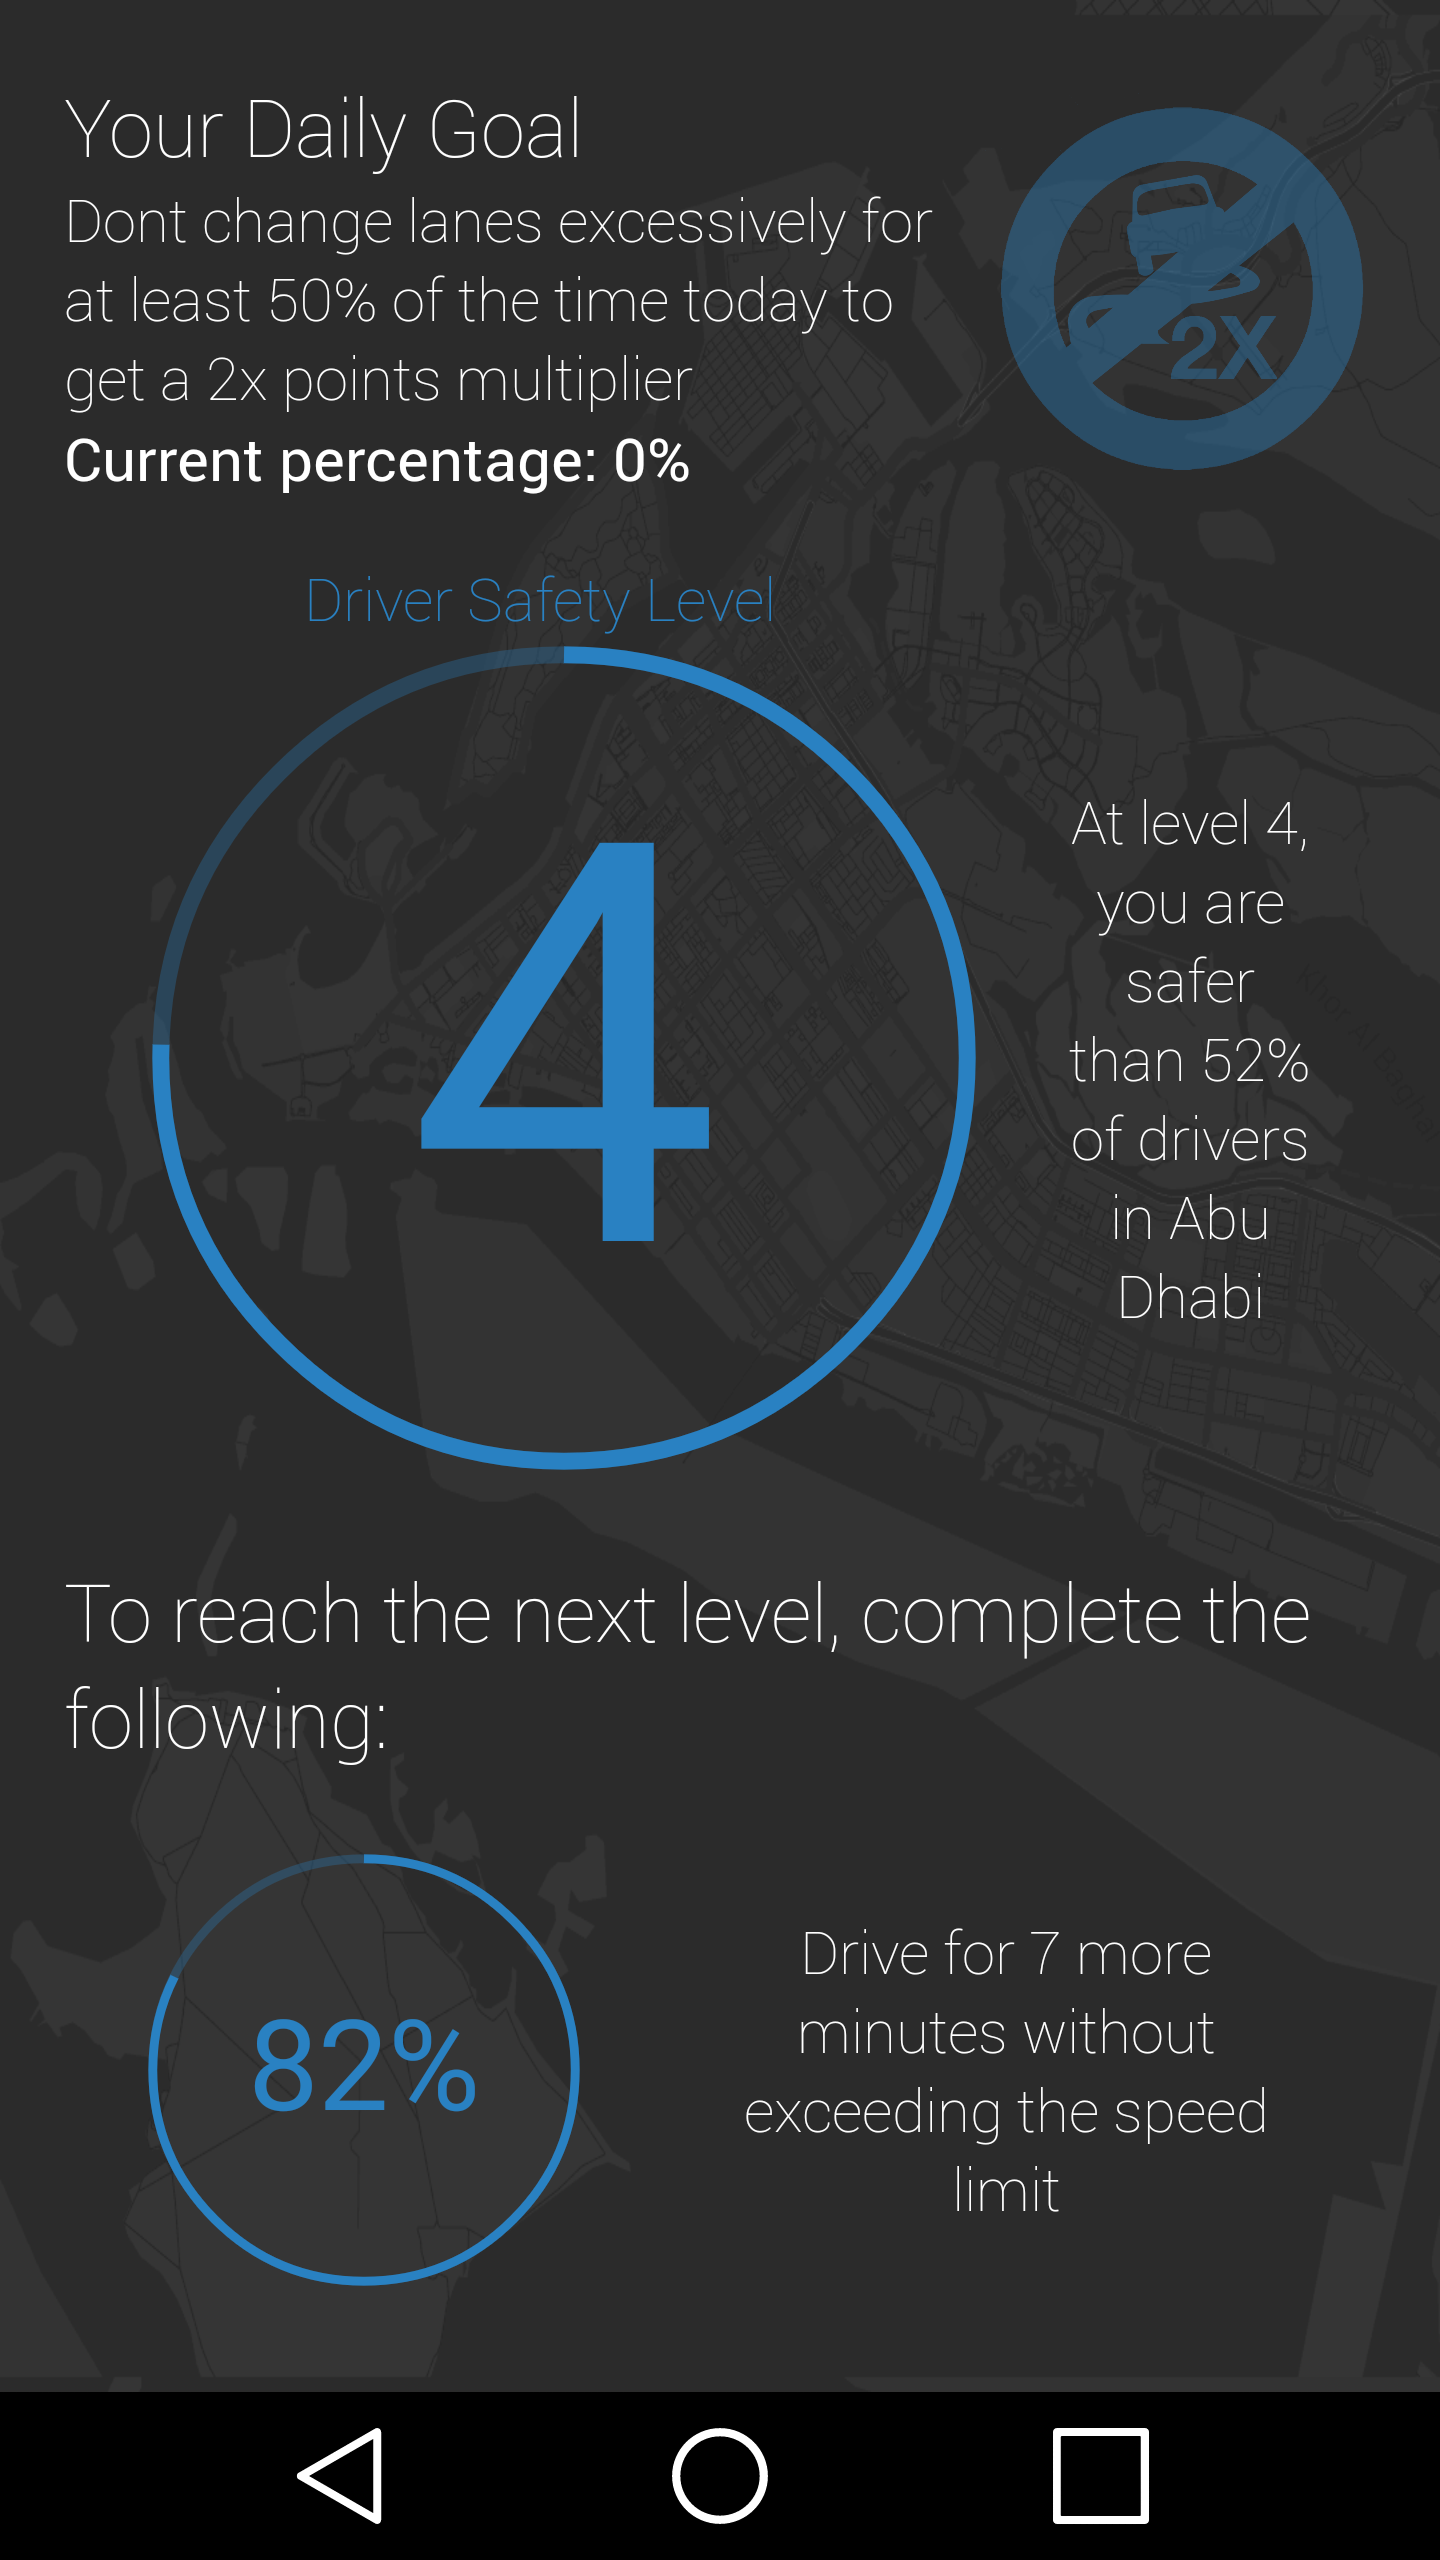 Your Daily Goal
Dont change lanes excessively for
at least 50% of the time today to
get a 2x points multiplier
Current percentage: 0%
2X
Driver Safety Level
4
At level 4,
you are
safer
than 52%
of drivers
in Abu
Dhabi
To reach the next level, complete the
following:
82%
Drive for 7 more
minutes without
exceeding the speed
limit